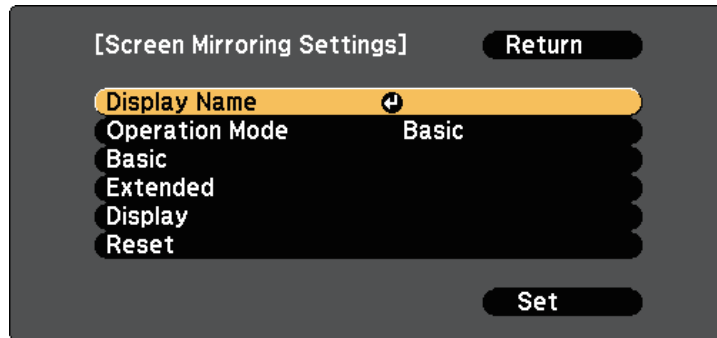 [Screen Mirroring Settings] Return
Display Name
Operation Mode Basic
Basic
Extended
Display
Reset
Set